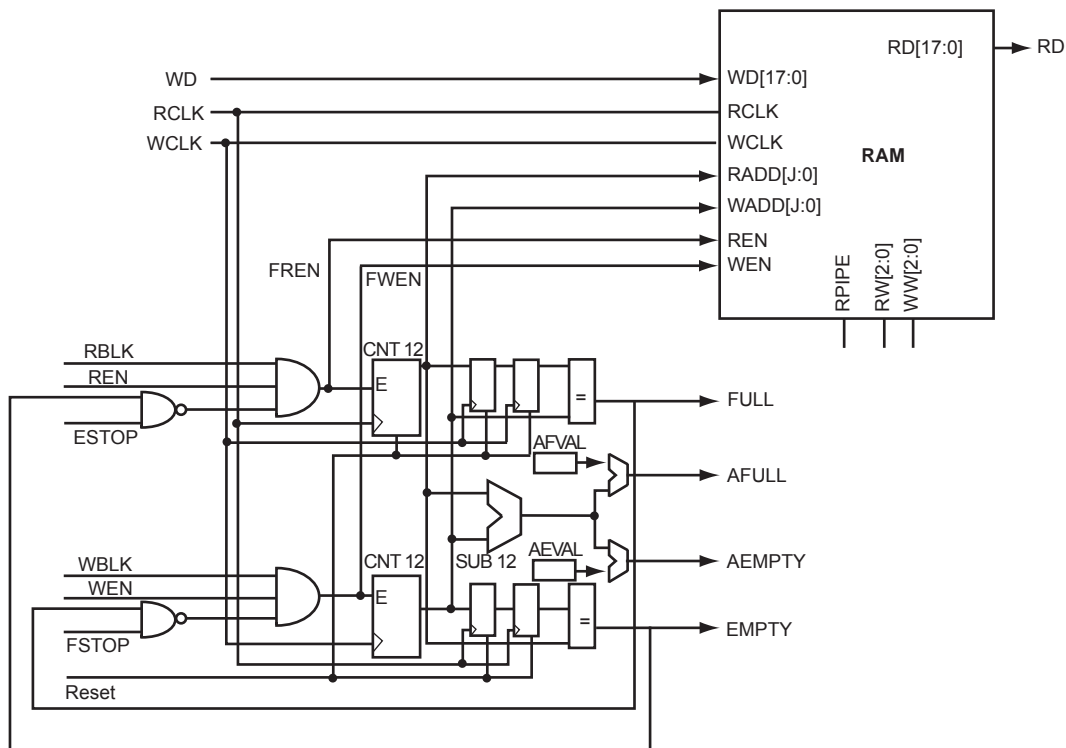 RD[17:0]
RD
WD
WD[17:0]
RCLK
RCLK
WCLK
WCLK
RAM
RADD[J:0]
WADD[J:0]
REN
WEN
FREN
FWEN
RPIPE
RW[2:0]
WW[2:0]
RBLK
REN
ESTOP
CNT 12
E
=
FULL
AFVAL
AFULL
WBLK
WEN
FSTOP
CNT 12
E
SUB 12
AEVAL
AEMPTY
=
EMPTY
Reset